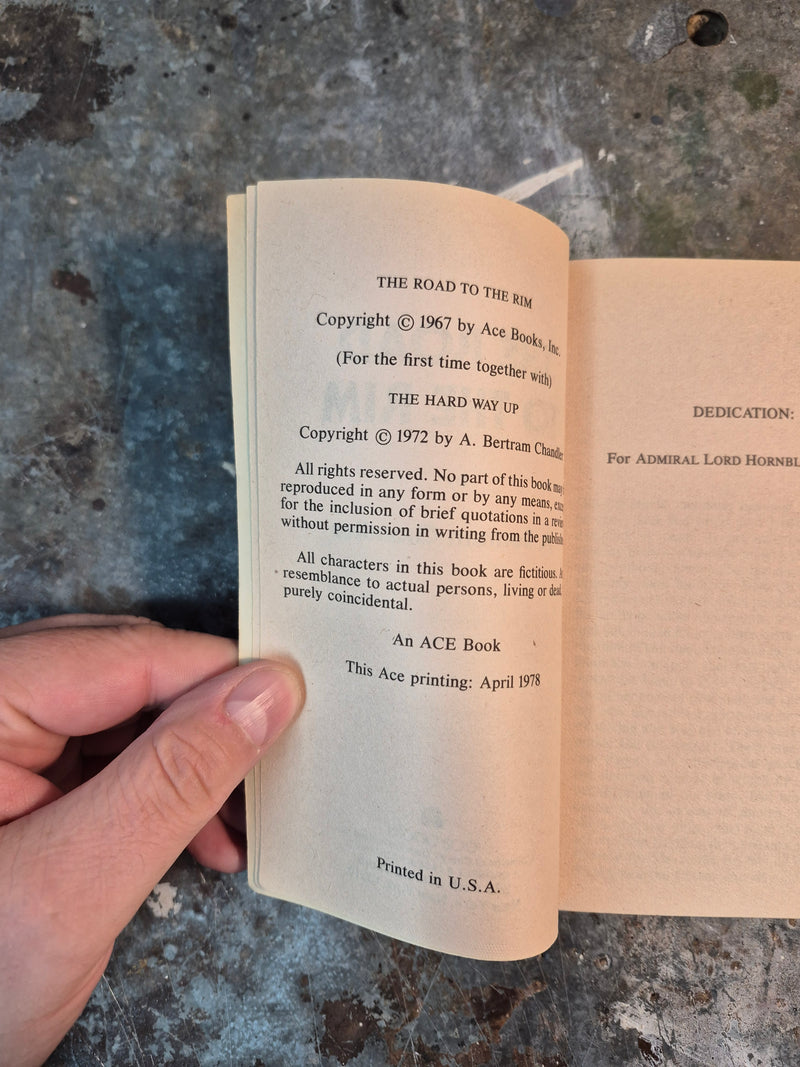 THE ROAD TO THE RIM
Copyright © 1967 by Ace Books, Inc.
(For the first time together with)
THE HARD WAY UP
Copyright © 1972 by A. Bertram Chandler
All rights reserved. No part of this book may
reproduced in any form or by any means,
for the inclusion of brief quotations in a
without permission in writing from the
All characters in this book are fictitious.
resemblance to actual persons, living or dead,
purely coincidental.
An ACE Book
This Ace printing: April 1978
Printed in U.S.A.
DEDICATION:
For ADMIRAL LORD